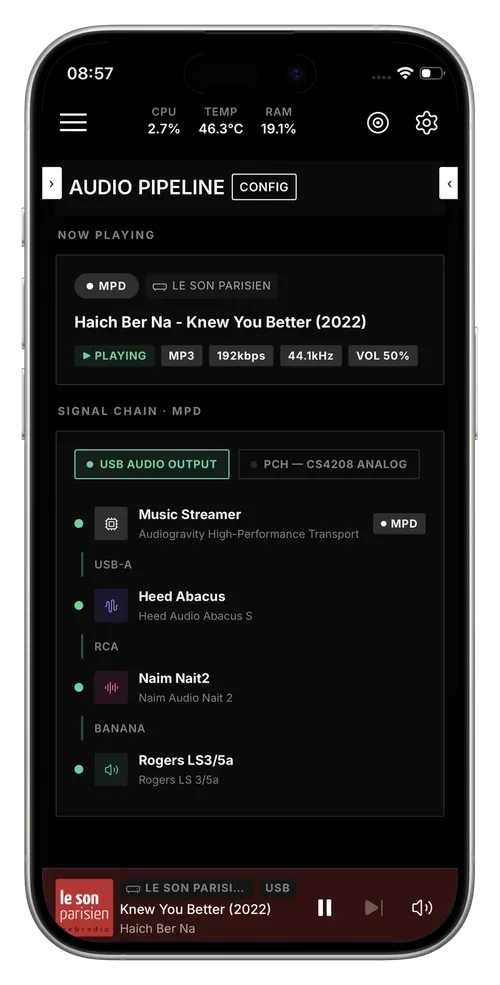 08:57
CPU TEMP RAM
2.7% 46.3°C 19.1%
AUDIO PIPELINE CONFIG
NOW PLAYING
MPD LE SON PARISIEN
Haich Ber Na - Knew You Better (2022)
PLAYING MP3 192kbps 44.1kHz VOL 50%
SIGNAL CHAIN · MPD
USB AUDIO OUTPUT PCH — CS4208 ANALOG
Music Streamer
Audiogravity High-Performance Transport
MPD
USB-A
Heed Abacus
Heed Audio Abacus S
RCA
Naim Nait2
Naim Audio Nait 2
BANANA
Rogers LS3/5a
Rogers LS 3/5a
le son
parisien
webradio
LE SON PARISI... USB
Knew You Better (2022)
Haich Ber Na